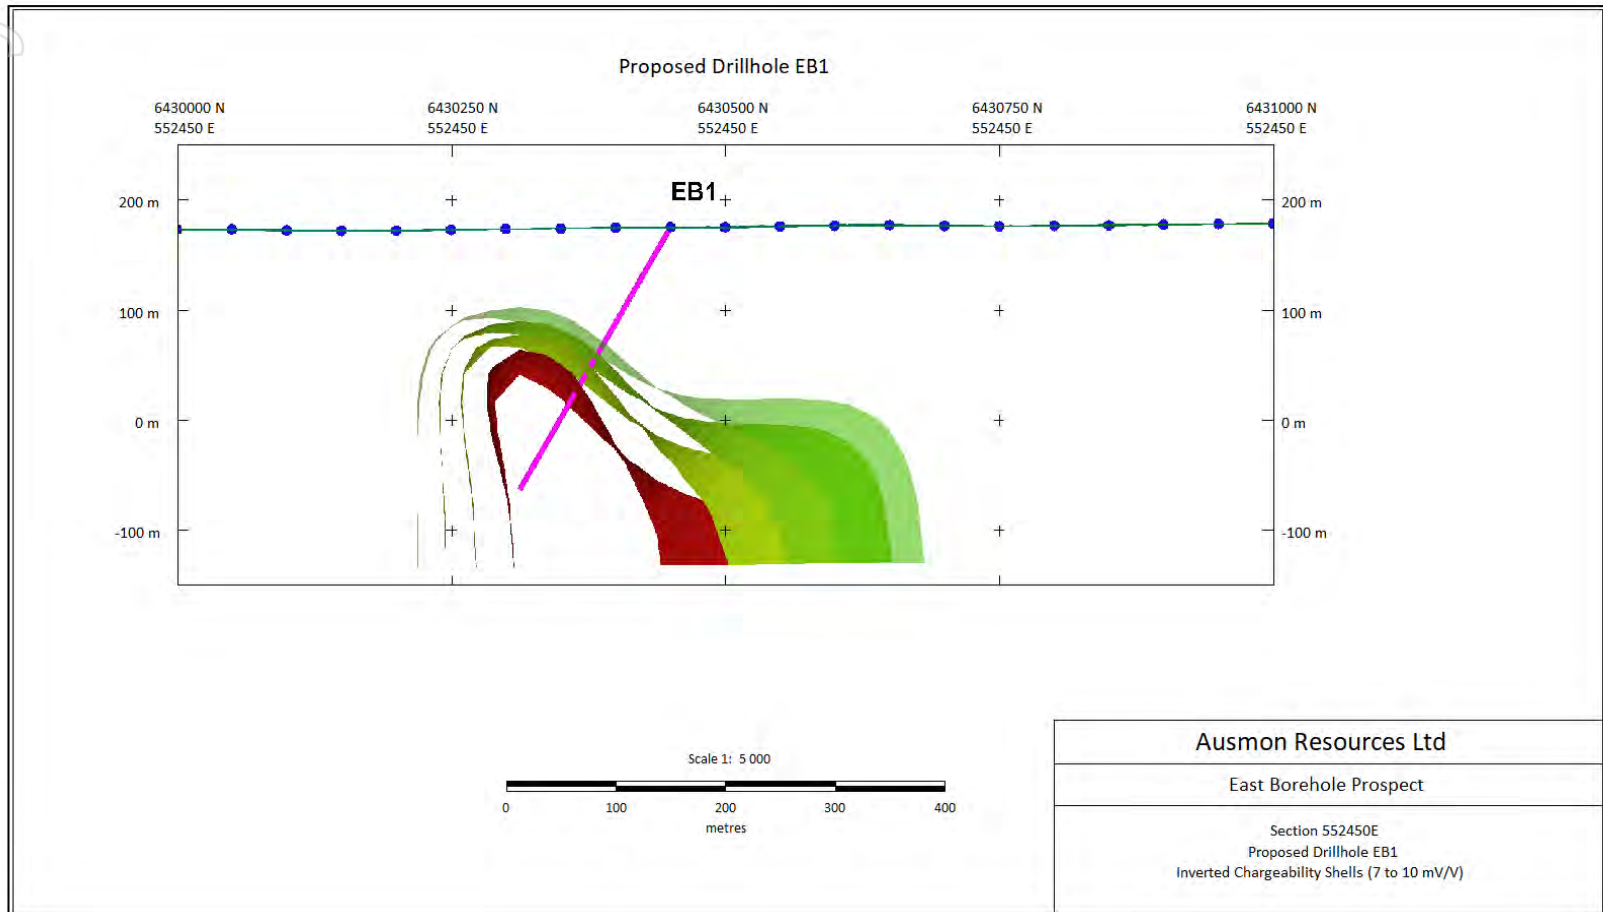 Proposed Drillhole EB1
6430000 N 6430250 N 6430500 N 6430750 N 6431000 N
552450 E 552450 E 552450 E 552450 E 552450 E
EB1
200 m 200 m
100 m 100 m
0 m 0 m
-100 m -100 m
Scale 1: 5 000
0 100 200 300 400
metres
Ausmon Resources Ltd
East Borehole Prospect
Section 552450E
Proposed Drillhole EB1
Inverted Chargeability Shells (7 to 10 mV/V)